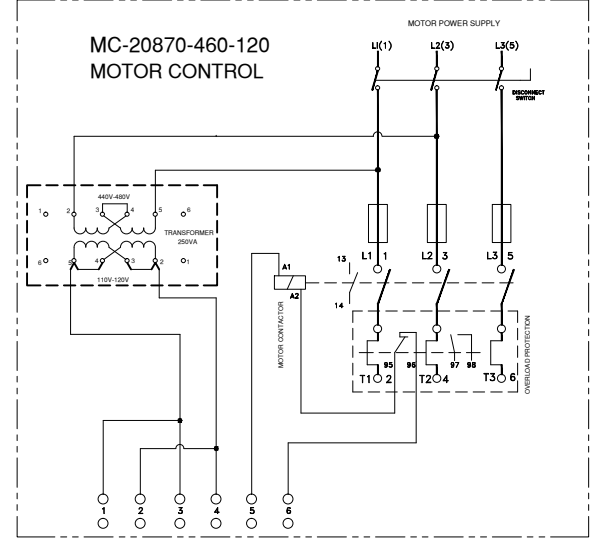 MOTOR POWER SUPPLY
MC-20870-460-120
MOTOR CONTROL
L1(1) L2(3) L3(5)
DISCONNECT
SWITCH
440V-480V
1 2 3 4 5 6
TRANSFORMER
250VA
6 5 4 3 2 1
110V-120V
L1 1 L2 3 L3 5
A1 13
A2 14
MOTOR CONTACTOR
OVERLOAD PROTECTION
95 96 97 98
T1 2 T2 4 T3 6
1 2 3 4 5 6